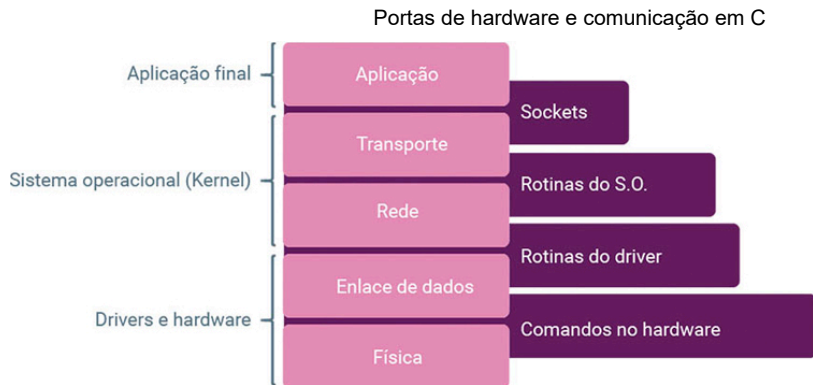 Portas de hardware e comunicação em C
Aplicação final
Aplicação
Sockets
Transporte
Sistema operacional (Kernel)
Rotinas do S.O.
Rede
Rotinas do driver
Enlace de dados
Drivers e hardware
Comandos no hardware
Física